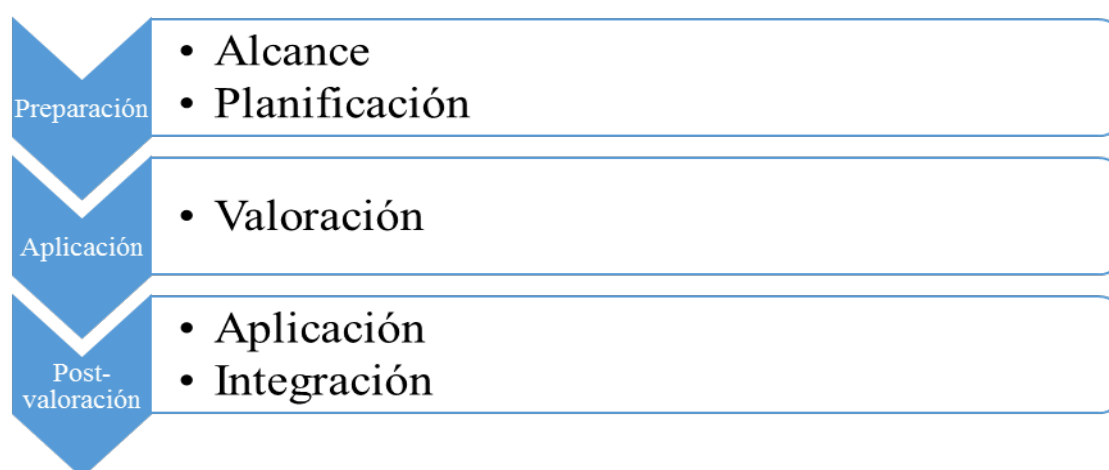 Preparación
• Alcance
• Planificación
Aplicación
• Valoración
Post-
valoración
• Aplicación
• Integración